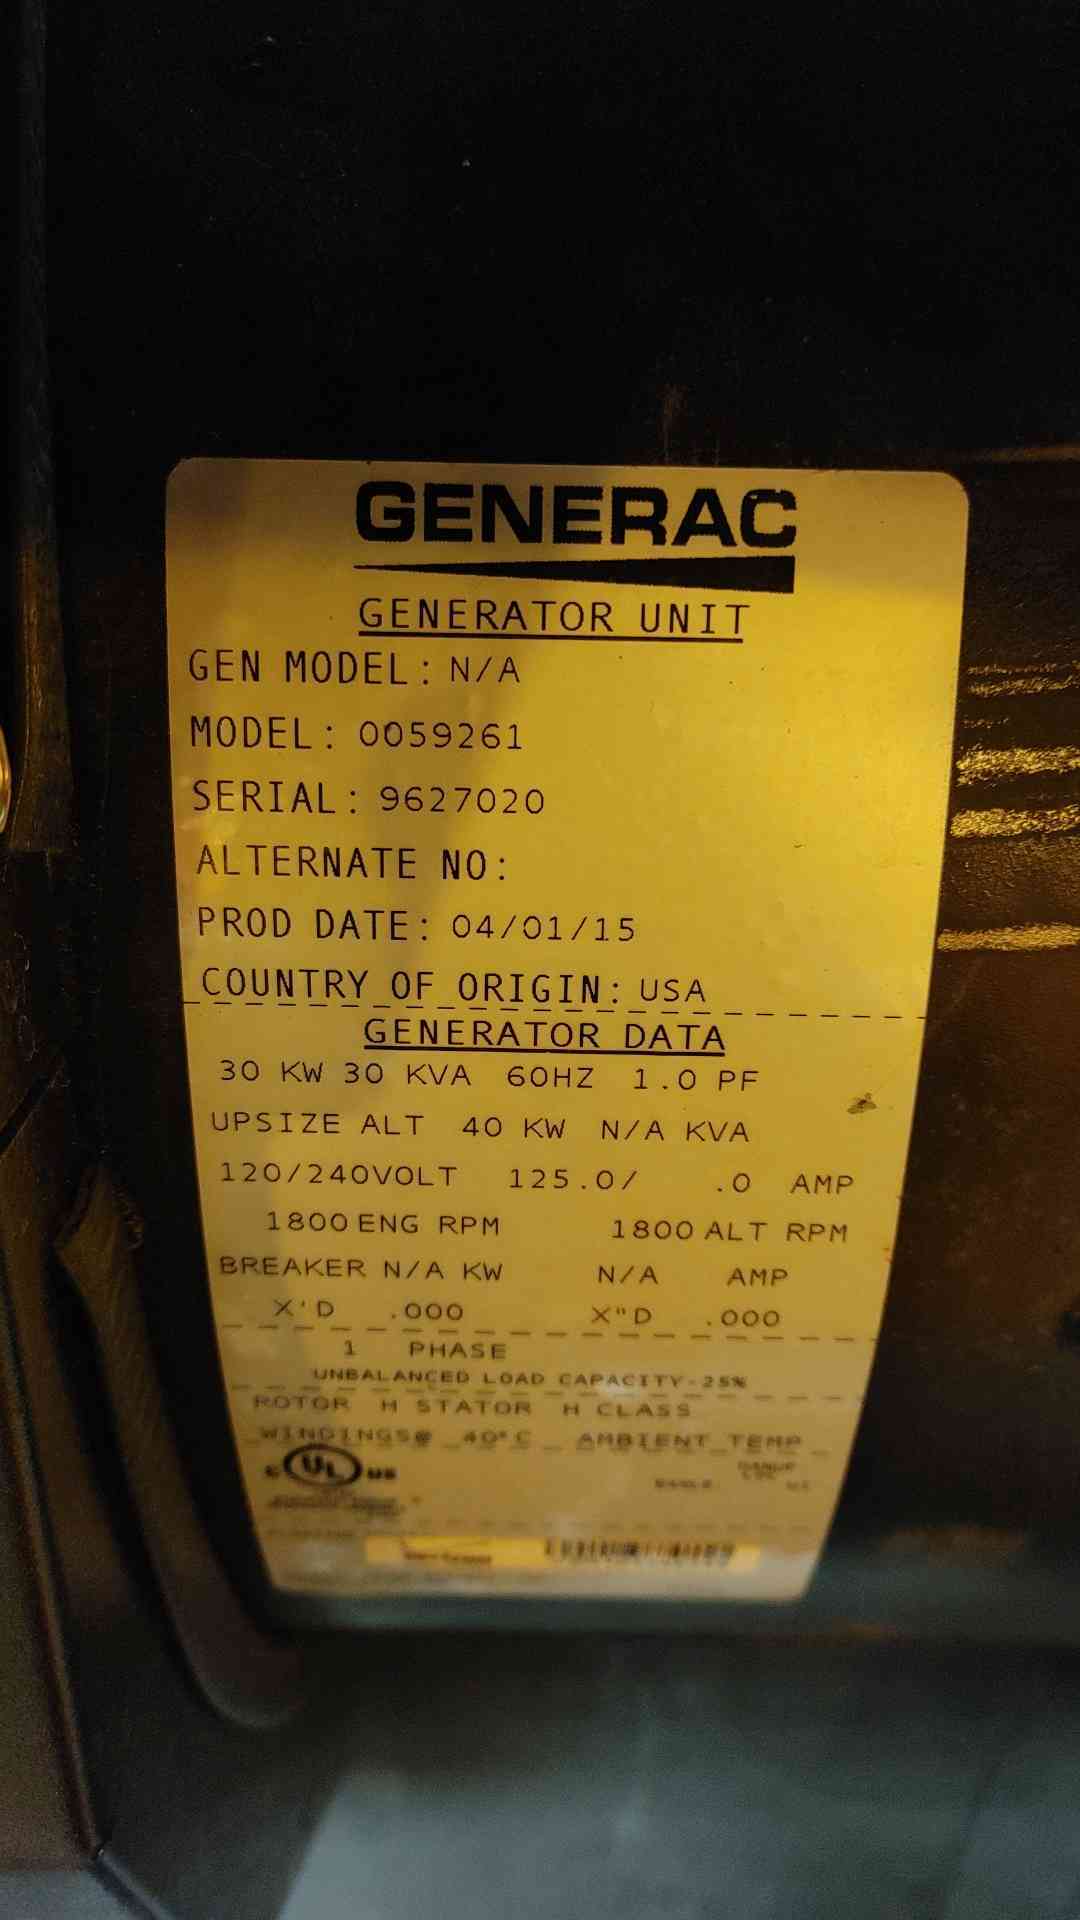 GENERAC
GENERATOR UNIT
GEN MODEL: N/A
MODEL: 0059261
SERIAL: 9627020
ALTERNATE NO:
PROD DATE: 04/01/15
COUNTRY OF ORIGIN: USA
GENERATOR DATA
30 KW 30 KVA 60HZ 1.0 PF
UPSIZE ALT 40 KW N/A KVA
120/240VOLT 125.0/ .0 AMP
1800 ENG RPM 1800 ALT RPM
BREAKER N/A KW N/A AMP
X'D .000 X"D .000
1 PHASE
UNBALANCED LOAD CAPACITY-25%
ROTOR H STATOR H CLASS
WINDINGS@ 40°C AMBIENT TEMP
C UL US